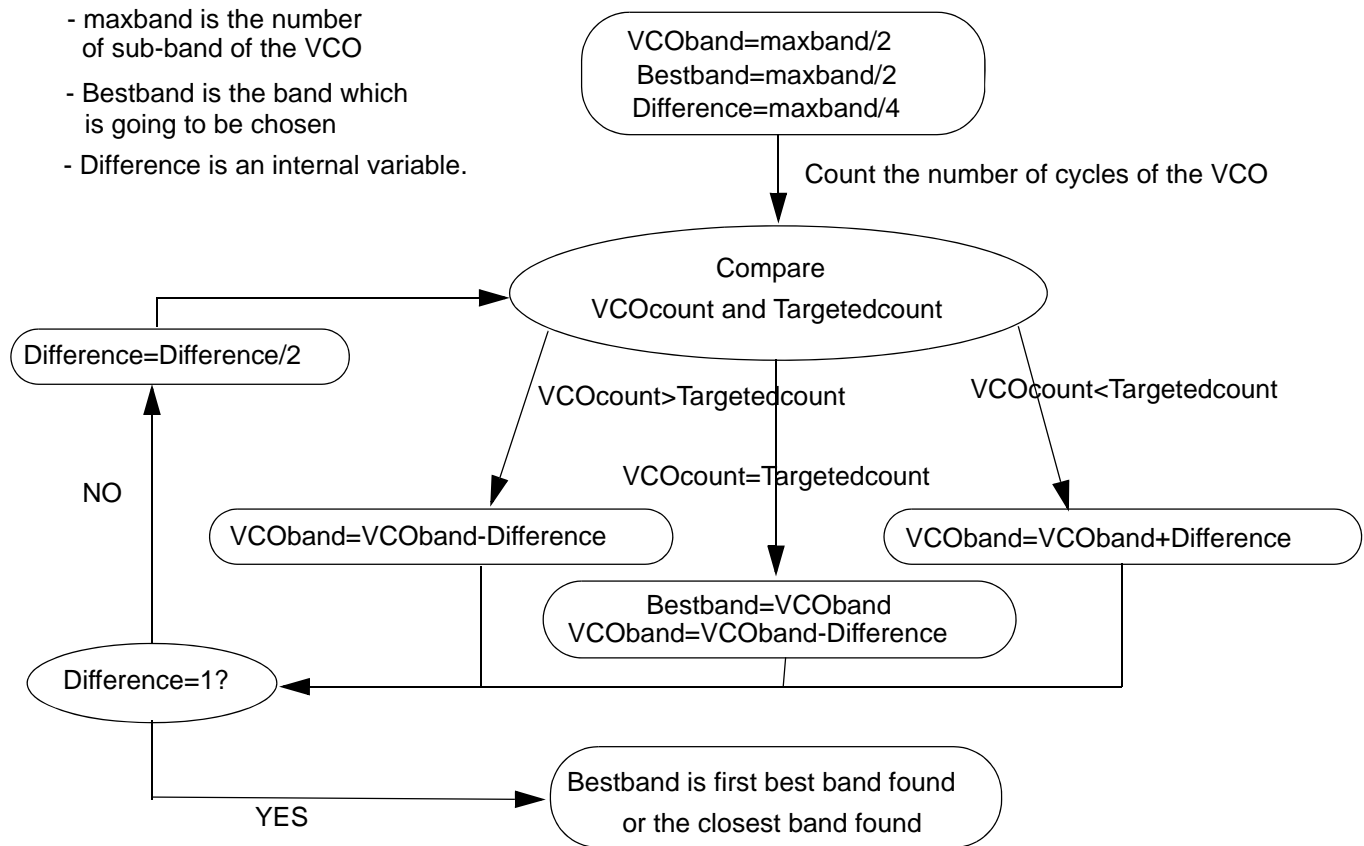 - maxband is the number
of sub-band of the VCO
- Bestband is the band which
is going to be chosen
- Difference is an internal variable.
VCOband=maxband/2
Bestband=maxband/2
Difference=maxband/4
Count the number of cycles of the VCO
Compare
VCOcount and Targetedcount
Difference=Difference/2
VCOcount>Targetedcount
VCOcount<Targetedcount
VCOcount=Targetedcount
NO
VCOband=VCOband-Difference
VCOband=VCOband+Difference
Bestband=VCOband
VCOband=VCOband-Difference
Difference=1?
YES
Bestband is first best band found
or the closest band found